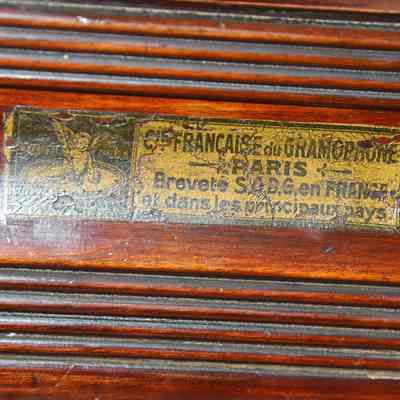 Cie FRANÇAISE du GRAMOPHONE
PARIS
Breveté S.G.D.G. en FRANCE
et dans les principaux pays